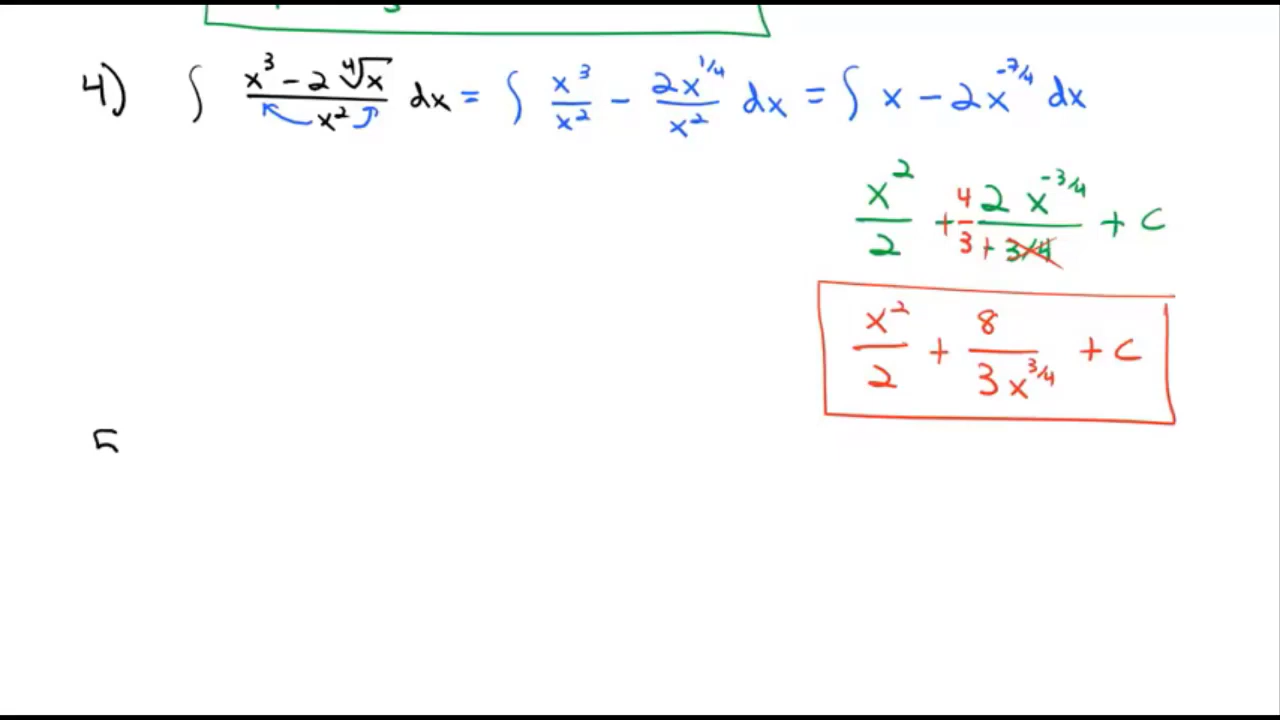 4) ∫ (x³ - 2 ∜x)/x² dx = ∫ x³/x² - 2x^(1/4)/x² dx = ∫ x - 2x^(-7/4) dx
x²/2 + 4/3 2x^(-3/4)/(+ 3/4) + C
x²/2 + 8/(3x^(3/4)) + C
5